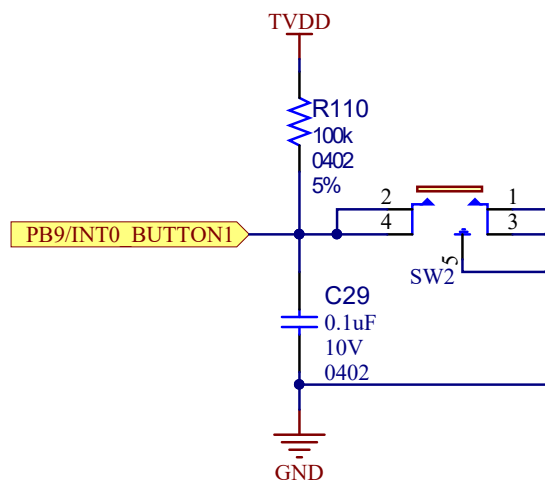 TVDD
R110
100k
0402
5%
2
1
PB9/INT0_BUTTON1
4
3
5
SW2
C29
0.1uF
10V
0402
GND